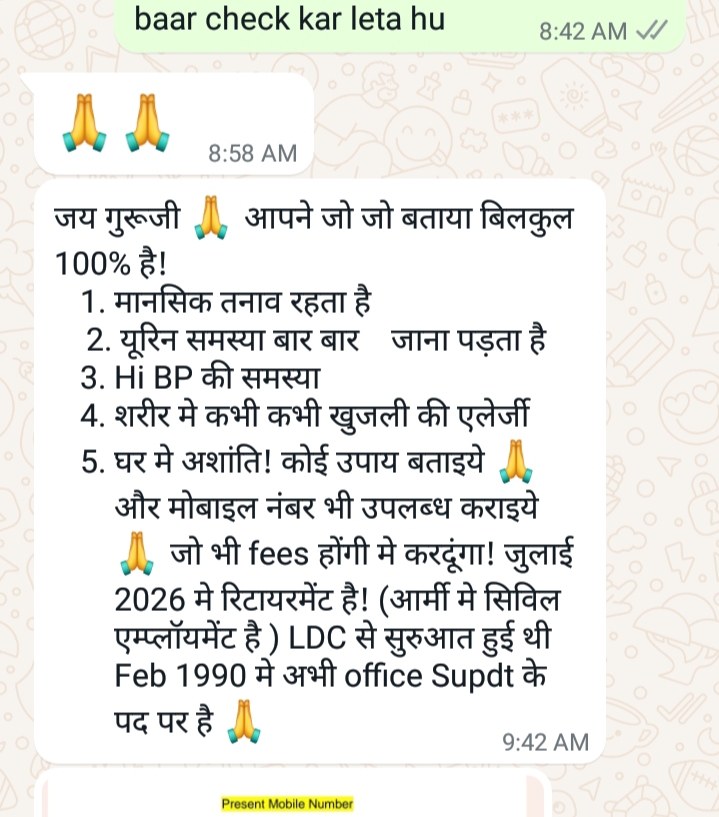 baar check kar leta hu
8:42 AM
🙏 🙏
8:58 AM
जय गुरूजी 🙏 आपने जो जो बताया बिलकुल
100% है!
1. मानसिक तनाव रहता है
2. यूरिन समस्या बार बार जाना पड़ता है
3. Hi BP की समस्या
4. शरीर मे कभी कभी खुजली की एलेर्जी
5. घर मे अशांति! कोई उपाय बताइये 🙏
और मोबाइल नंबर भी उपलब्ध कराइये
🙏 जो भी fees होंगी मे करदूंगा! जुलाई
2026 मे रिटायरमेंट है! (आर्मी मे सिविल
एम्प्लॉयमेंट है ) LDC से सुरुआत हुई थी
Feb 1990 मे अभी office Supdt के
पद पर है 🙏
9:42 AM
Present Mobile Number